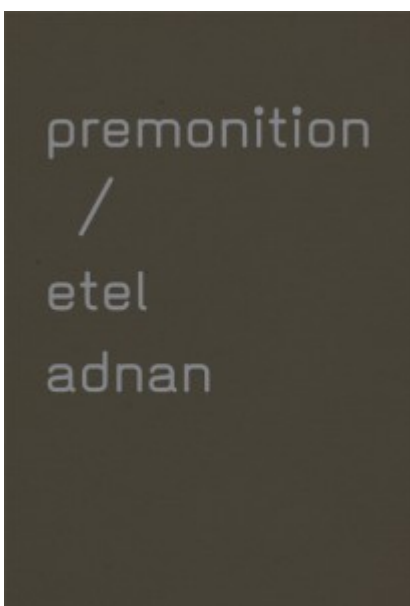 premonition
/
etel
adnan